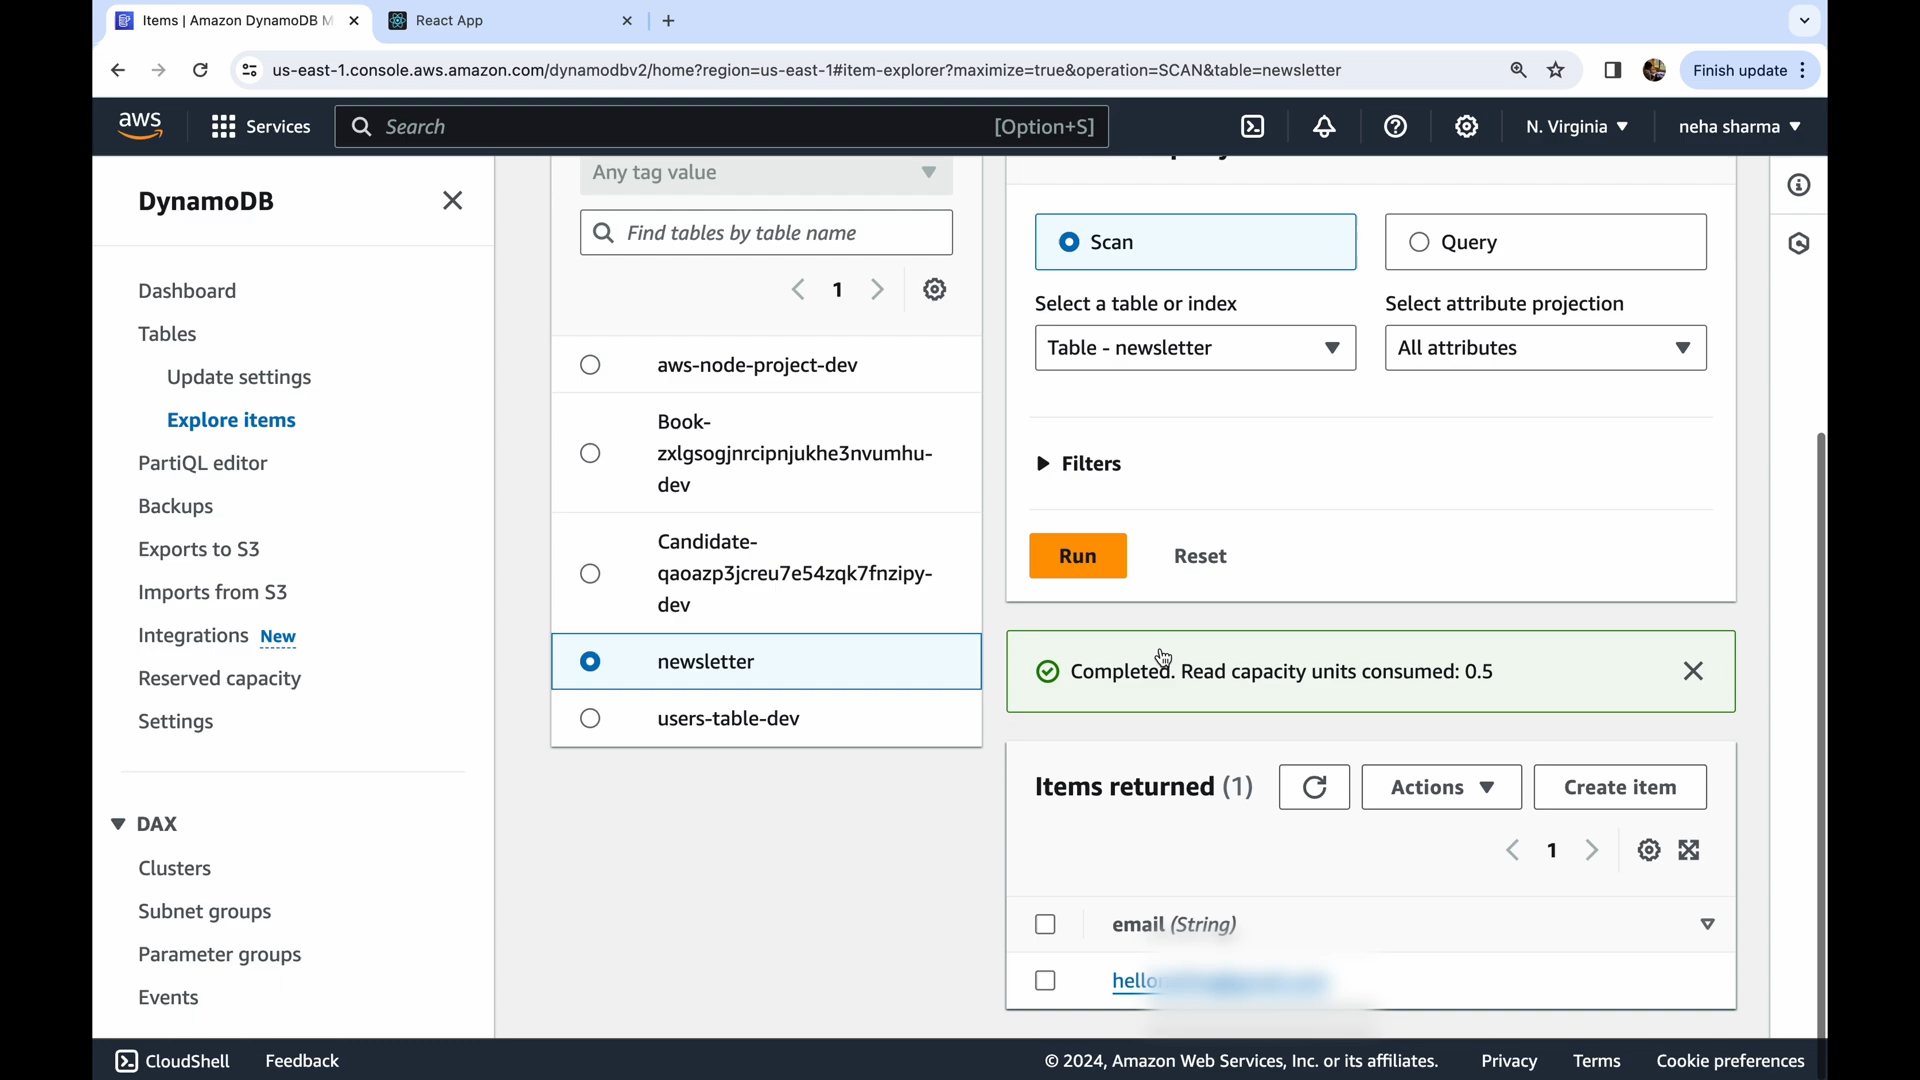 Items | Amazon DynamoDB M
React App
us-east-1.console.aws.amazon.com/dynamodbv2/home?region=us-east-1#item-explorer?maximize=true&operation=SCAN&table=newsletter
Finish update
aws
Services
Search
[Option+S]
N. Virginia
neha sharma
DynamoDB
Dashboard
Tables
Update settings
Explore items
PartiQL editor
Backups
Exports to S3
Imports from S3
Integrations New
Reserved capacity
Settings
DAX
Clusters
Subnet groups
Parameter groups
Events
Any tag value
Find tables by table name
1
aws-node-project-dev
Book-
zxlgsogjnrcipnjukhe3nvumhu-
dev
Candidate-
qaoazp3jcreu7e54zqk7fnzipy-
dev
newsletter
users-table-dev
Scan
Query
Select a table or index
Select attribute projection
Table - newsletter
All attributes
Filters
Run
Reset
Completed. Read capacity units consumed: 0.5
Items returned (1)
Actions
Create item
1
email (String)
CloudShell
Feedback
© 2024, Amazon Web Services, Inc. or its affiliates.
Privacy
Terms
Cookie preferences